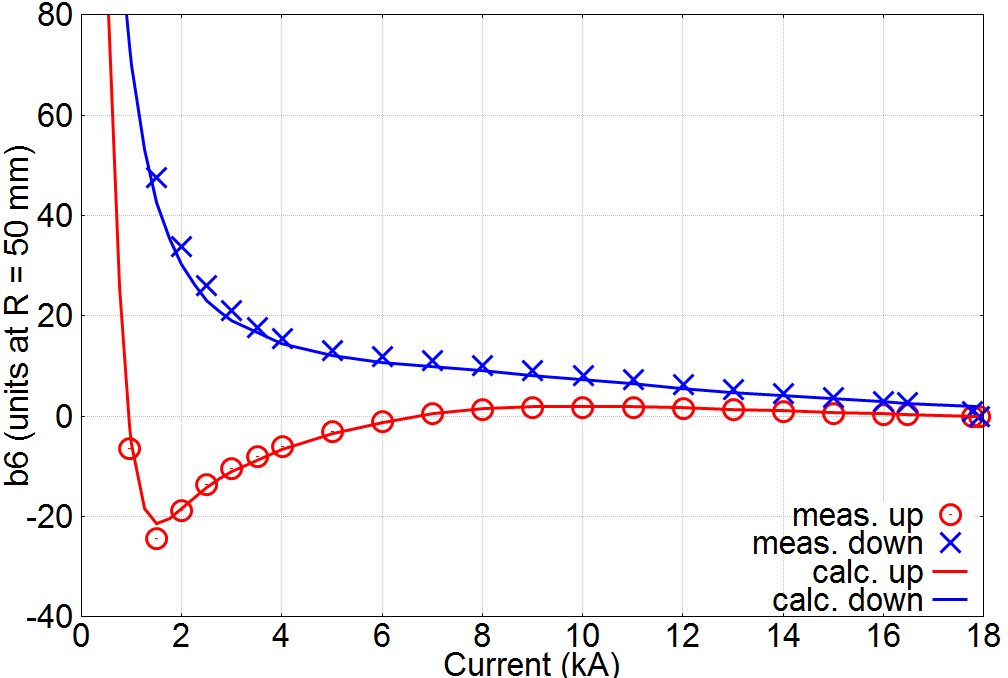 80
60
40
20
0
-20
-40
b6 (units at R = 50 mm)
meas. up
meas. down
calc. up
calc. down
0 2 4 6 8 10 12 14 16 18
Current (kA)